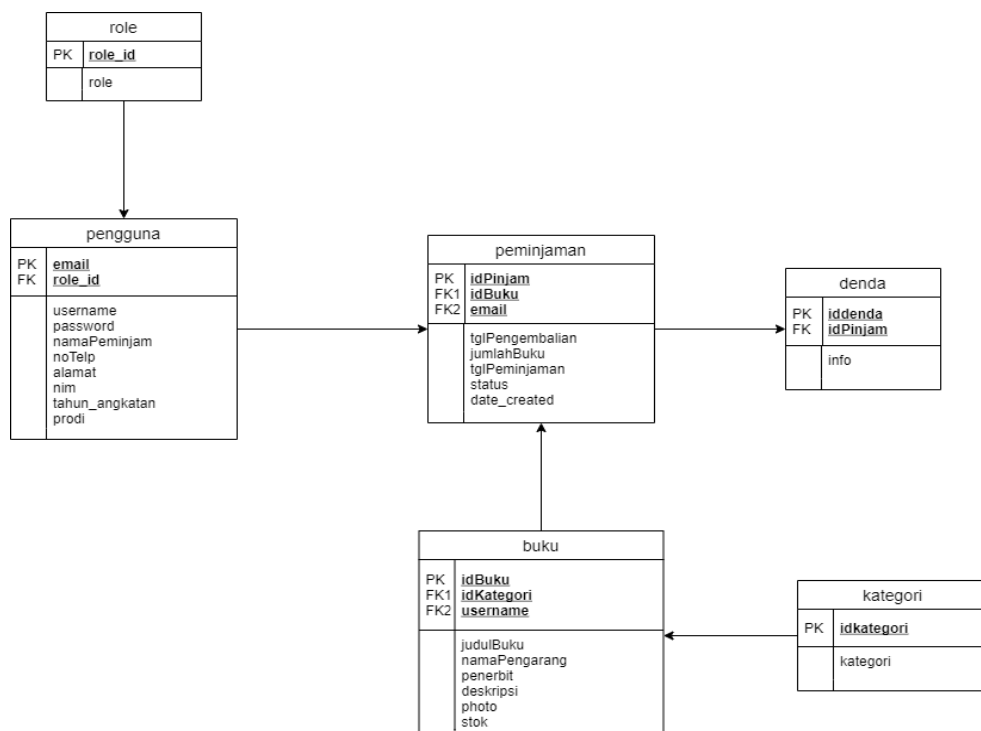 role
PK role_id
role
pengguna
PK email
FK role_id
username
password
namaPeminjam
noTelp
alamat
nim
tahun_angkatan
prodi
peminjaman
PK idPinjam
FK1 idBuku
FK2 email
tglPengembalian
jumlahBuku
tglPeminjaman
status
date_created
denda
PK iddenda
FK idPinjam
info
buku
PK idBuku
FK1 idKategori
FK2 username
judulBuku
namaPengarang
penerbit
deskripsi
photo
stok
kategori
PK idkategori
kategori